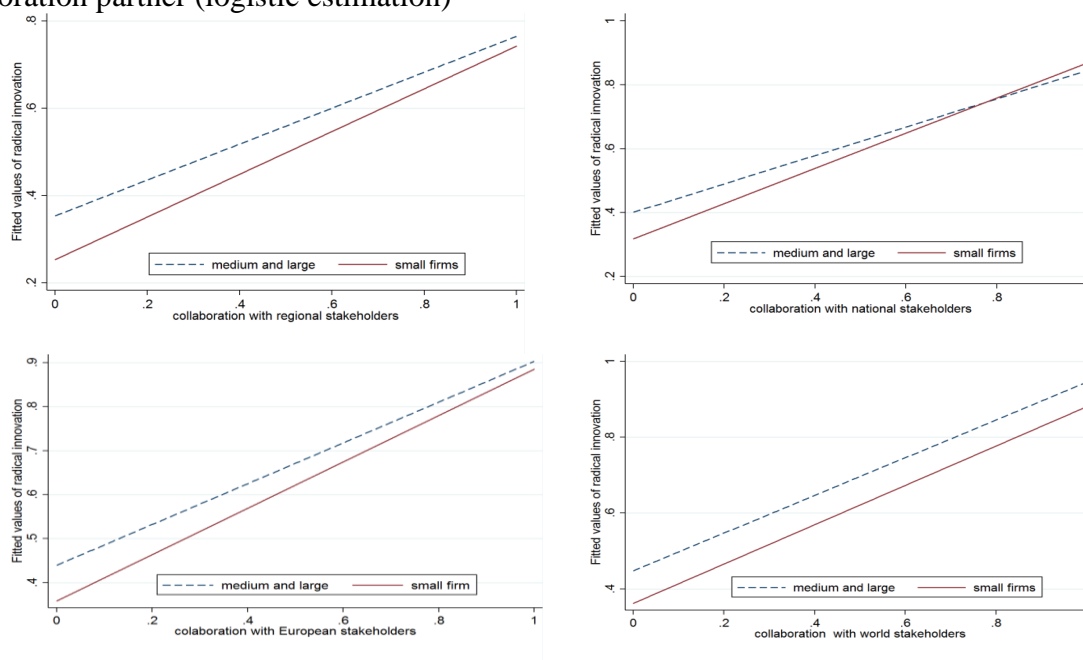 oration partner (logistic estimation)
Fitted values of radical innovation
.8
.6
.4
.2
medium and large small firms
0 .2 .4 .6 .8 1
collaboration with regional stakeholders
Fitted values of radical innovation
1
.8
.6
.4
.2
medium and large small firms
0 .2 .4 .6 .8
collaboration with national stakeholders
Fitted values of radical innovation
.9
.8
.7
.6
.5
.4
medium and large small firm
0 .2 .4 .6 .8 1
colaboration with European stakeholders
Fitted values of radical innovation
1
.8
.6
.4
medium and large small firms
0 .2 .4 .6 .8
collaboration with world stakeholders